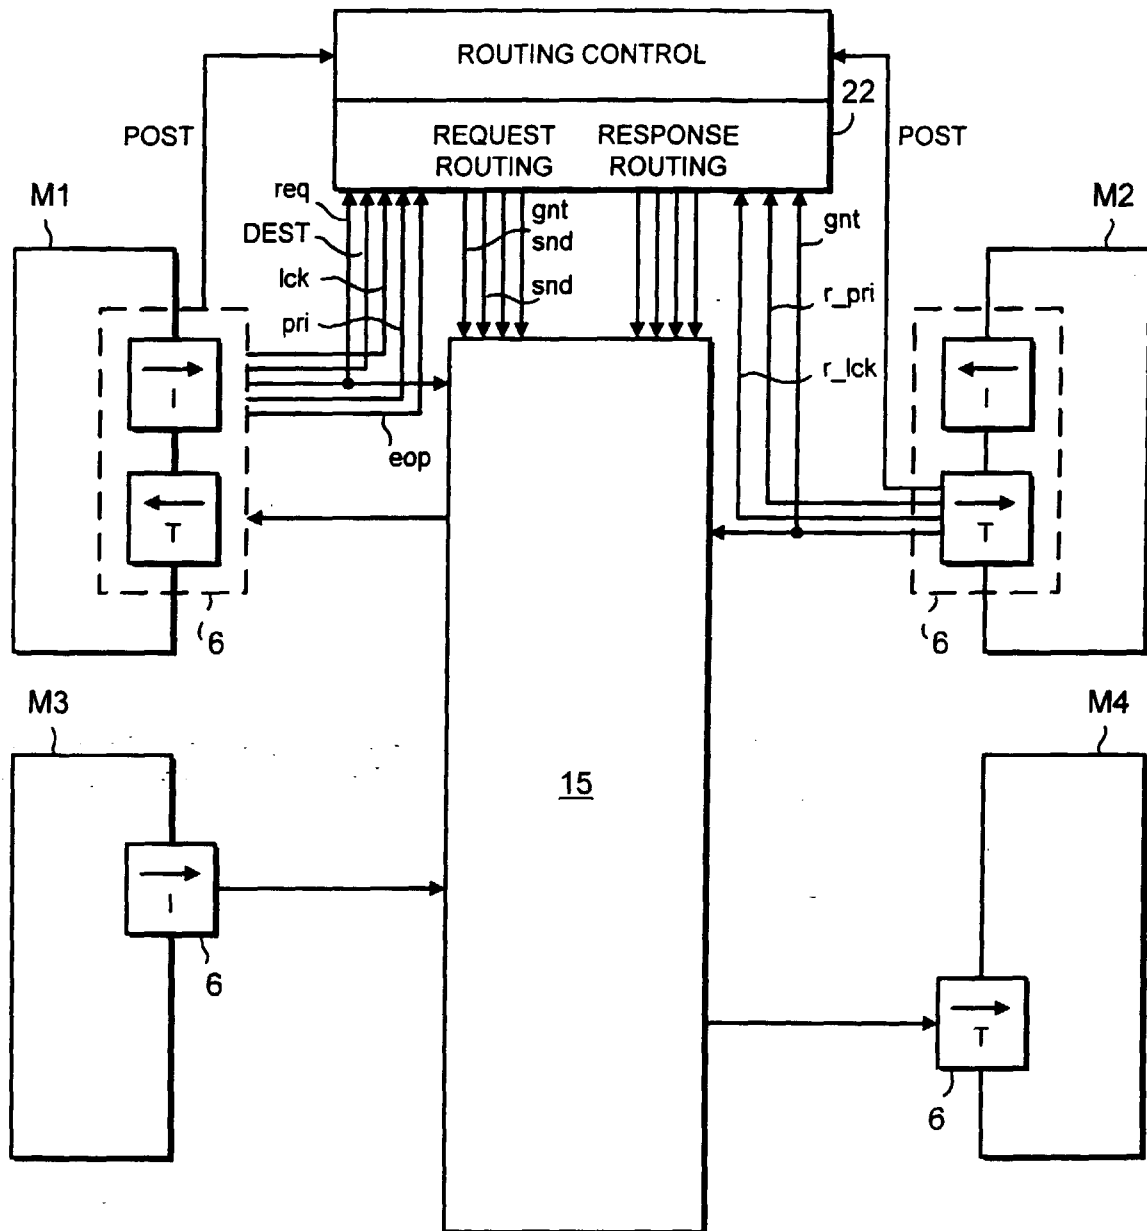 ROUTING CONTROL
22
REQUEST
ROUTING
RESPONSE
ROUTING
POST
POST
M1
M2
req
DEST
lck
pri
eop
gnt
snd
snd
gnt
r_pri
r_lck
I
T
6
I
T
6
M3
M4
15
I
6
T
6